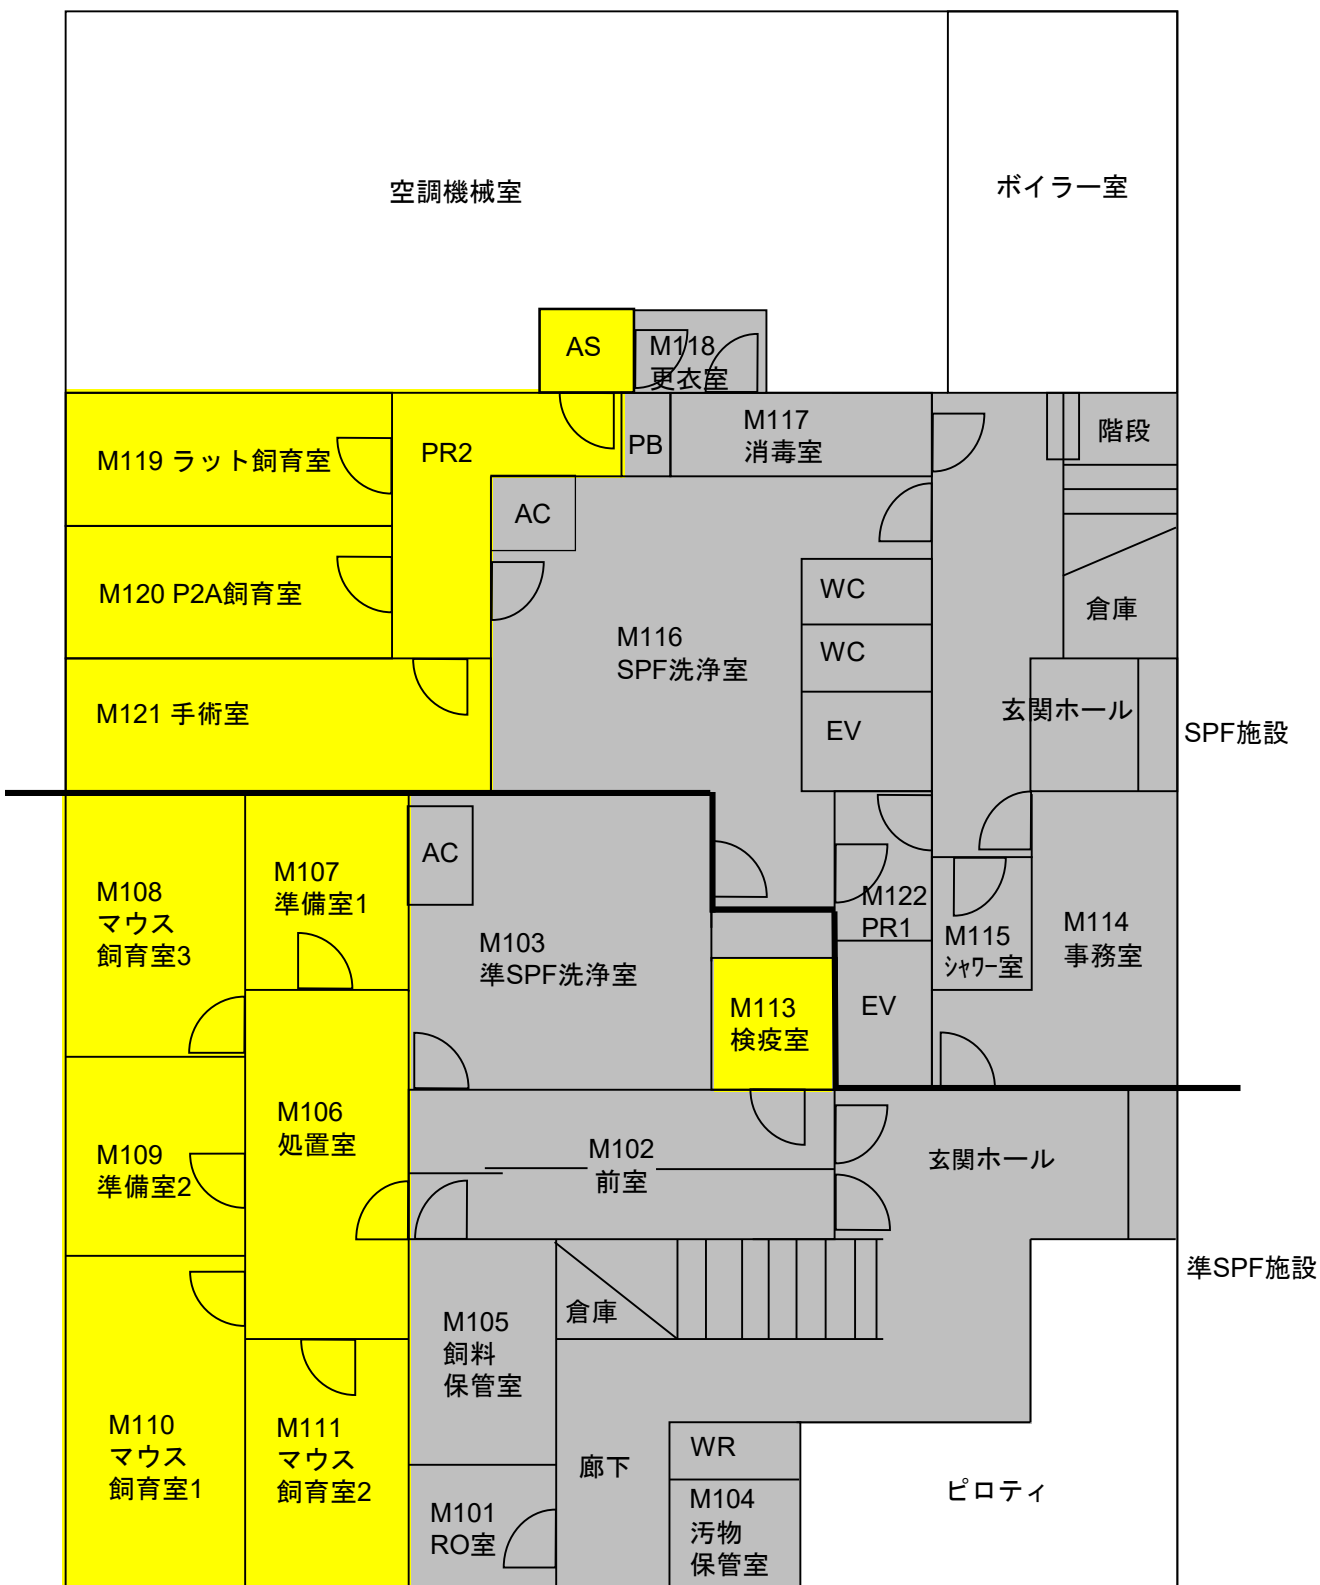 空調機械室
ボイラー室
AS
M118
更衣室
M119 ラット飼育室
PR2
PB
M117
消毒室
階段
AC
M120 P2A飼育室
WC
倉庫
M116
SPF洗浄室
WC
M121 手術室
玄関ホール
EV
SPF施設
M108
マウス
飼育室3
M107
準備室1
AC
M103
準SPF洗浄室
M122
PR1
M115
シャワー室
M114
事務室
M113
検疫室
EV
M106
処置室
M109
準備室2
M102
前室
玄関ホール
準SPF施設
M105
飼料
保管室
倉庫
M110
マウス
飼育室1
M111
マウス
飼育室2
廊下
WR
M101
RO室
M104
汚物
保管室
ピロティ